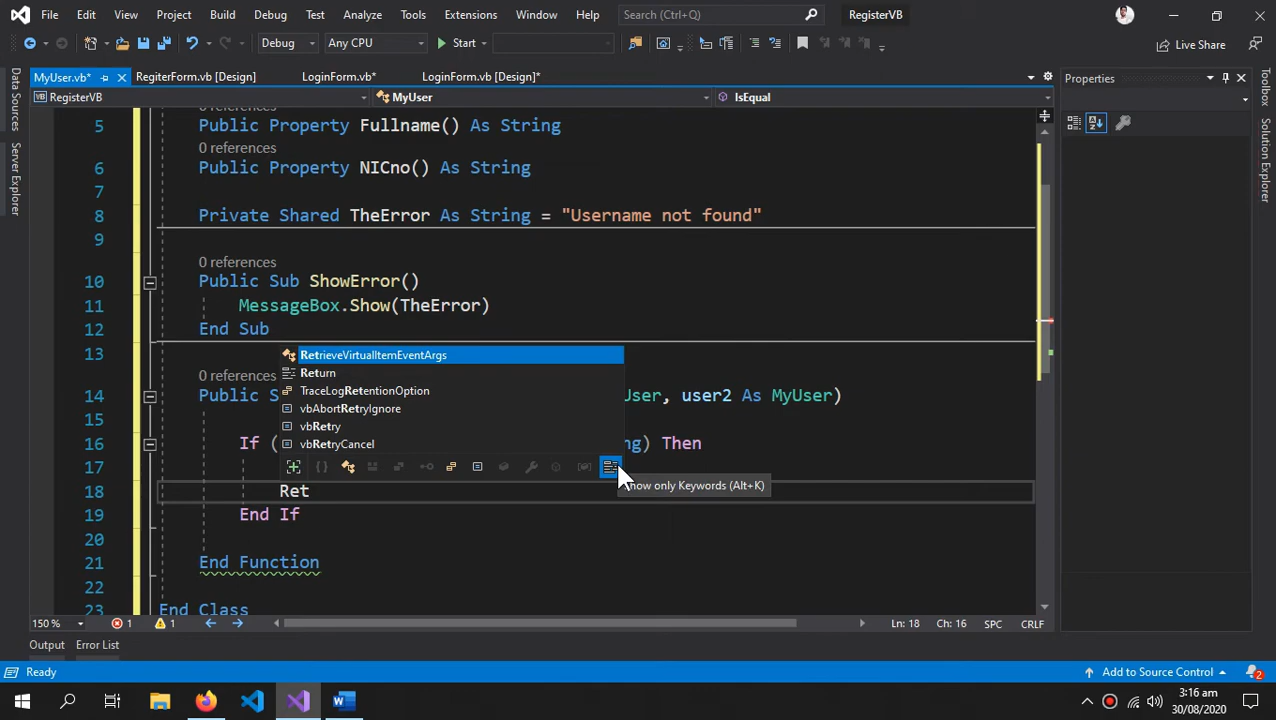 File Edit View Project Build Debug Test Analyze Tools Extensions Window Help Search (Ctrl+Q) RegisterVB
Debug Any CPU Start Live Share
MyUser.vb* RegiterForm.vb [Design] LoginForm.vb* LoginForm.vb [Design]*
RegisterVB MyUser IsEqual
Properties
Data Sources
Server Explorer
Toolbox
Solution Explorer
0 references
5 Public Property Fullname() As String
0 references
6 Public Property NICno() As String
7
8 Private Shared TheError As String = "Username not found"
9
0 references
10 Public Sub ShowError()
11 MessageBox.Show(TheError)
12 End Sub
13
0 references
14 Public S User, user2 As MyUser)
15
16 If ( ng) Then
17
18 Ret
19 End If
20
21 End Function
22
23 End Class
RetrieveVirtualItemEventArgs
Return
TraceLogRetentionOption
vbAbortRetryIgnore
vbRetry
vbRetryCancel
how only Keywords (Alt+K)
150 % 1 1 Ln: 18 Ch: 16 SPC CRLF
Output Error List
Ready Add to Source Control 2
3:16 am
30/08/2020